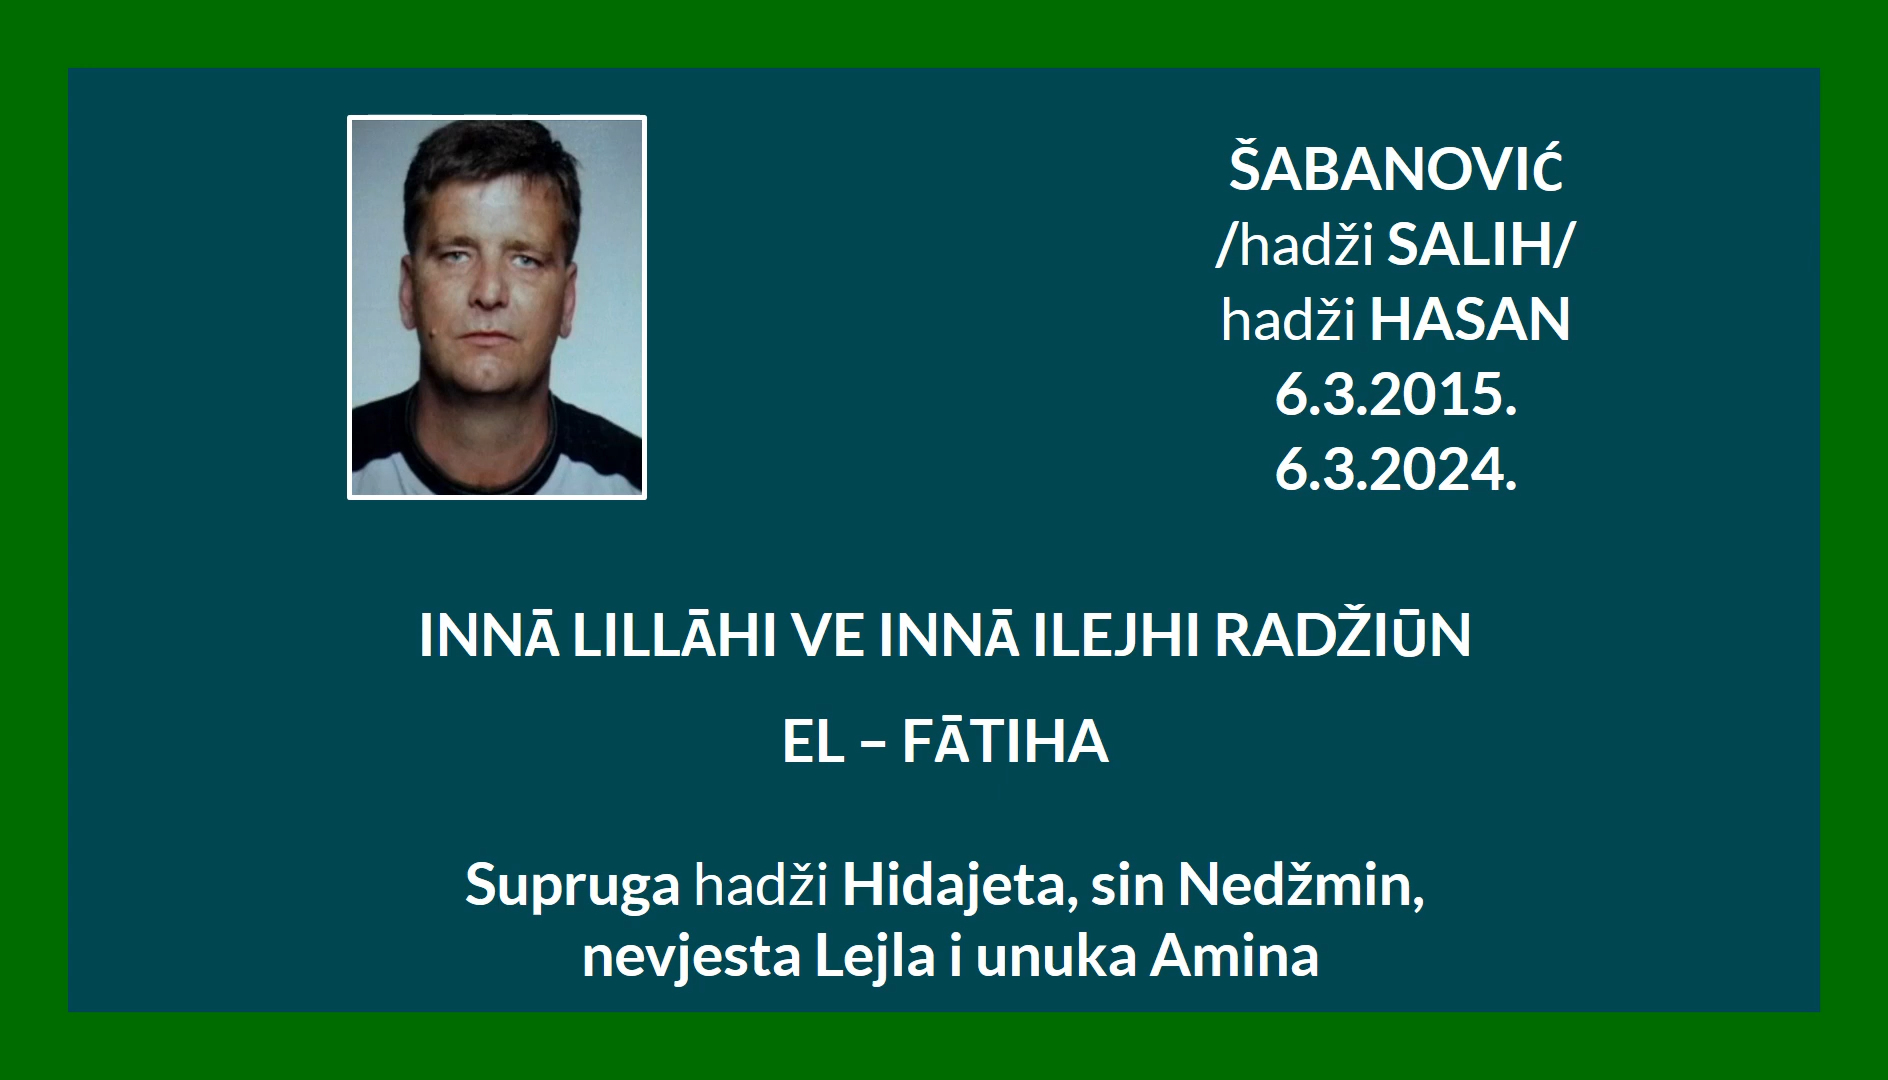 ŠABANOVIĆ
/hadži SALIH/
hadži HASAN
6.3.2015.
6.3.2024.
INNĀ LILLĀHI VE INNĀ ILEJHI RADŽIŪN
EL – FĀTIHA
Supruga hadži Hidajeta, sin Nedžmin,
nevjesta Lejla i unuka Amina